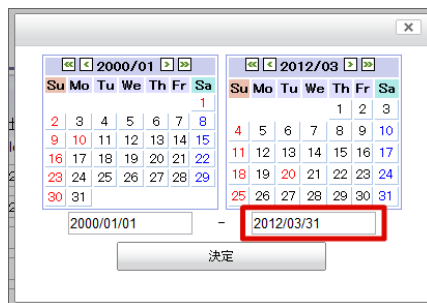 ×
≪ < 2000/01 > ≫
Su Mo Tu We Th Fr Sa
1
2 3 4 5 6 7 8
9 10 11 12 13 14 15
16 17 18 19 20 21 22
23 24 25 26 27 28 29
30 31
2000/01/01
≪ < 2012/03 > ≫
Su Mo Tu We Th Fr Sa
1 2 3
4 5 6 7 8 9 10
11 12 13 14 15 16 17
18 19 20 21 22 23 24
25 26 27 28 29 30 31
–
2012/03/31
決定